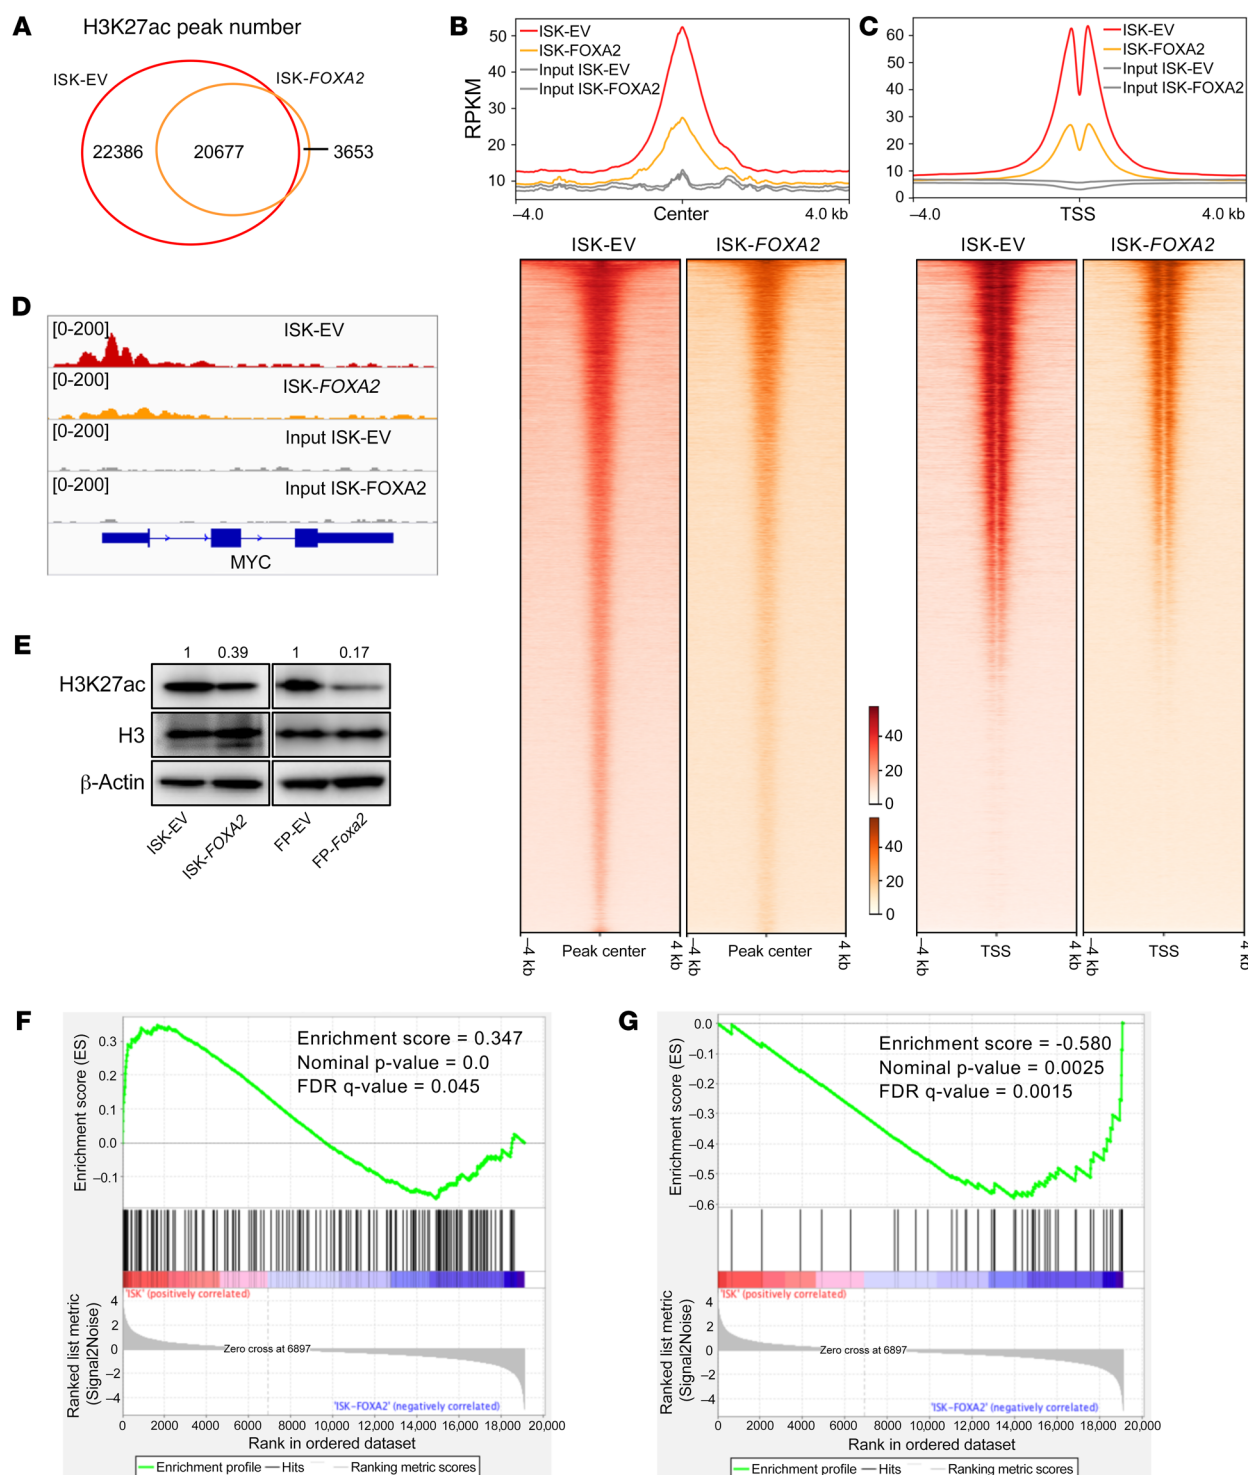 A
H3K27ac peak number
ISK-EV
ISK-FOXA2
22386
20677
3653
B
ISK-EV
ISK-FOXA2
Input ISK-EV
Input ISK-FOXA2
RPKM
50
40
30
20
10
–4.0
Center
4.0 kb
ISK-EV
ISK-FOXA2
–4 kb
Peak center
4 kb
–4 kb
Peak center
4 kb
C
ISK-EV
ISK-FOXA2
Input ISK-EV
Input ISK-FOXA2
60
50
40
30
20
10
0
–4.0
TSS
4.0 kb
ISK-EV
ISK-FOXA2
40
20
0
40
20
0
–4 kb
TSS
4 kb
–4 kb
TSS
4 kb
D
[0-200]
ISK-EV
[0-200]
ISK-FOXA2
[0-200]
Input ISK-EV
[0-200]
Input ISK-FOXA2
MYC
E
1
0.39
1
0.17
H3K27ac
H3
β-Actin
ISK-EV
ISK-FOXA2
FP-EV
FP-Foxa2
F
Enrichment score = 0.347
Nominal p-value = 0.0
FDR q-value = 0.045
Enrichment score (ES)
0.3
0.2
0.1
0.0
–0.1
'ISK' (positively correlated)
Ranked list metric
(Signal2Noise)
4
2
0
–2
–4
Zero cross at 6897
'ISK-FOXA2' (negatively correlated)
0 2000 4000 6000 8000 10,000 12,000 14,000 16,000 18,000 20,000
Rank in ordered dataset
Enrichment profile Hits Ranking metric scores
G
Enrichment score = -0.580
Nominal p-value = 0.0025
FDR q-value = 0.0015
Enrichment score (ES)
0.0
–0.1
–0.2
–0.3
–0.4
–0.5
–0.6
'ISK' (positively correlated)
Ranked list metric
(Signal2Noise)
4
2
0
–2
–4
Zero cross at 6897
'ISK-FOXA2' (negatively correlated)
0 2000 4000 6000 8000 10,000 12,000 14,000 16,000 18,000 20,000
Rank in ordered dataset
Enrichment profile Hits Ranking metric scores